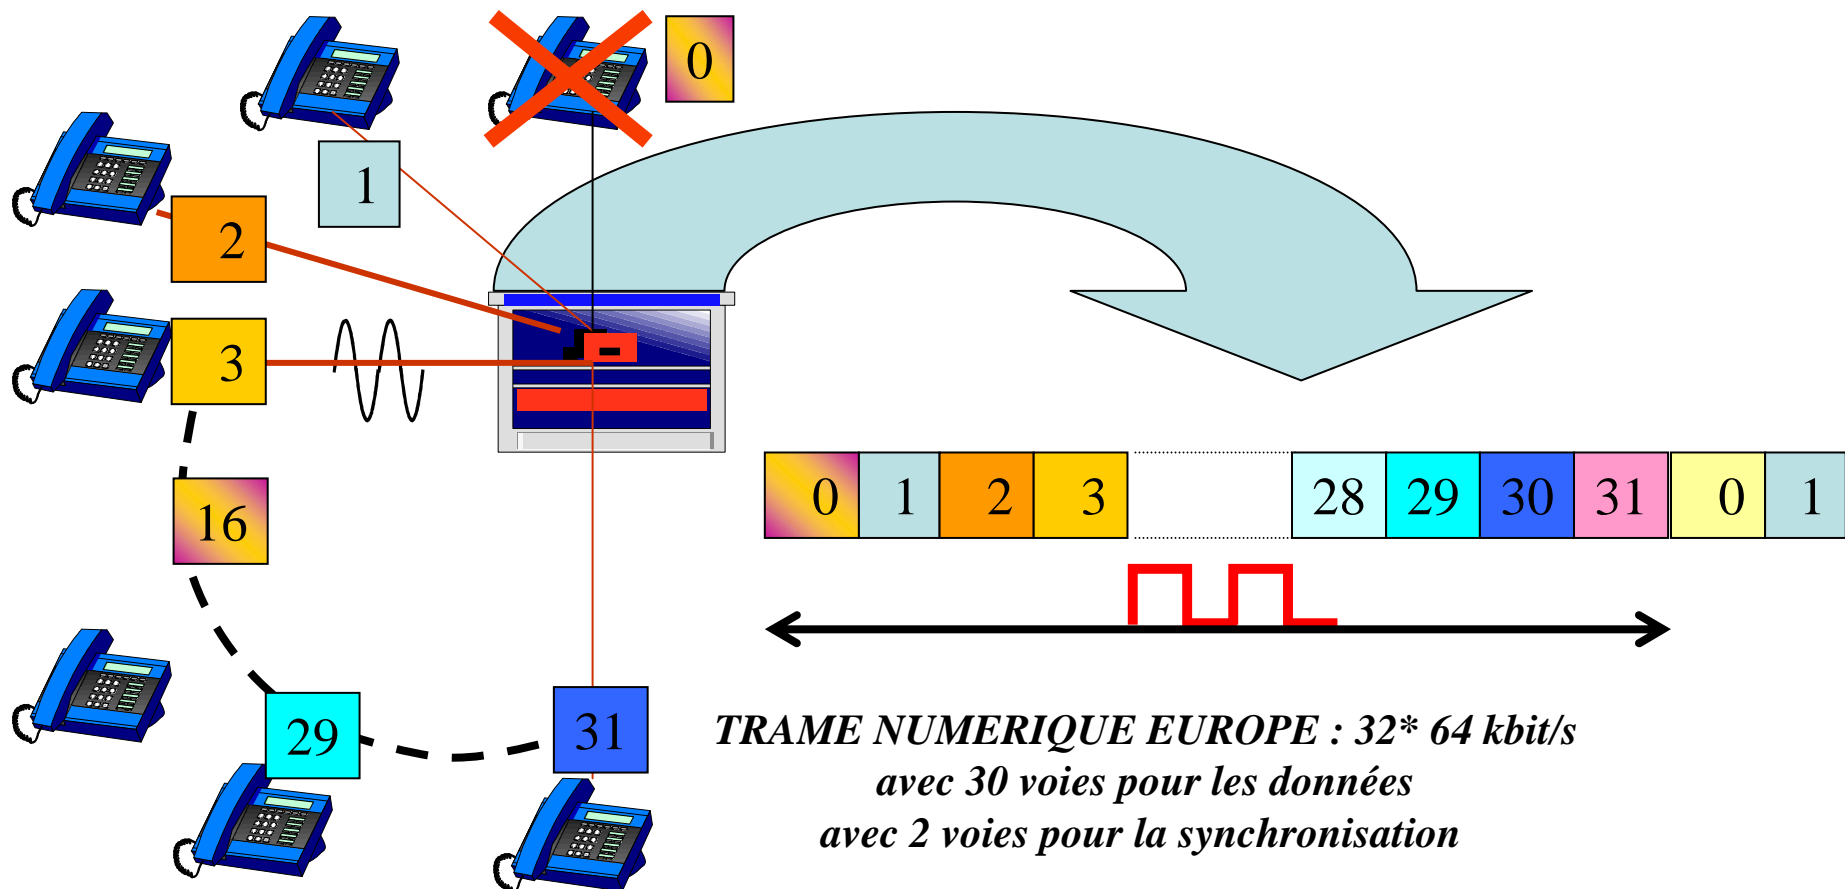 0
1
2
3
16
29
31
0 1 2 3 28 29 30 31 0 1
TRAME NUMERIQUE EUROPE : 32* 64 kbit/s
avec 30 voies pour les données
avec 2 voies pour la synchronisation